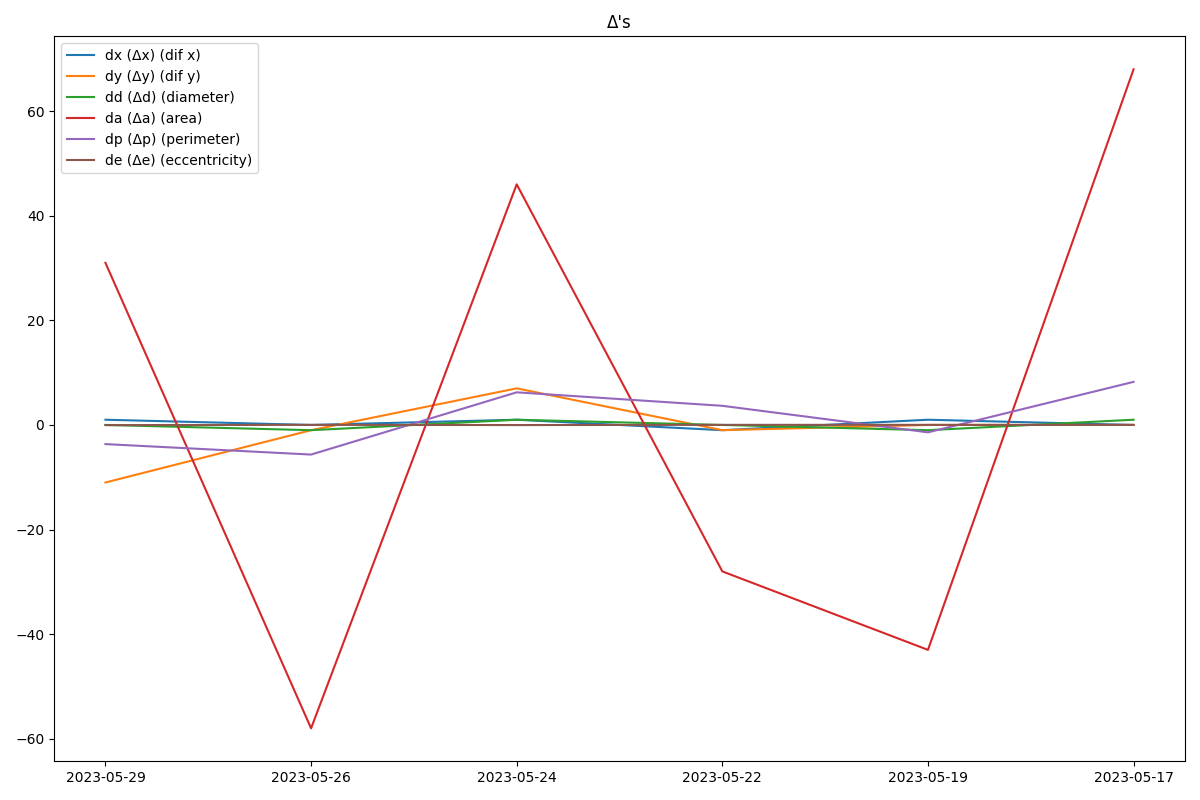 Δ's
dx (Δx) (dif x)
dy (Δy) (dif y)
dd (Δd) (diameter)
da (Δa) (area)
dp (Δp) (perimeter)
de (Δe) (eccentricity)
60
40
20
0
−20
−40
−60
2023-05-29 2023-05-26 2023-05-24 2023-05-22 2023-05-19 2023-05-17